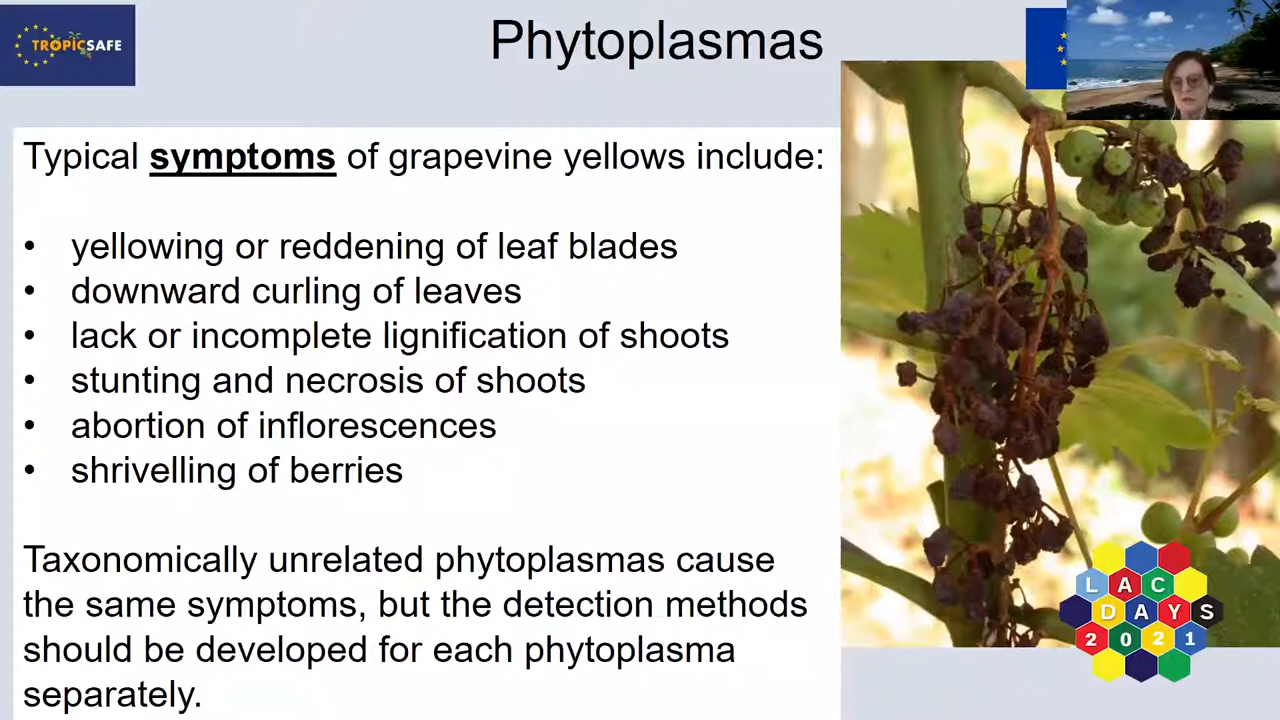 TROPICSAFE
Phytoplasmas
Typical symptoms of grapevine yellows include:
• yellowing or reddening of leaf blades
• downward curling of leaves
• lack or incomplete lignification of shoots
• stunting and necrosis of shoots
• abortion of inflorescences
• shrivelling of berries
Taxonomically unrelated phytoplasmas cause
the same symptoms, but the detection methods
should be developed for each phytoplasma
separately.
LAC
DAYS
2021